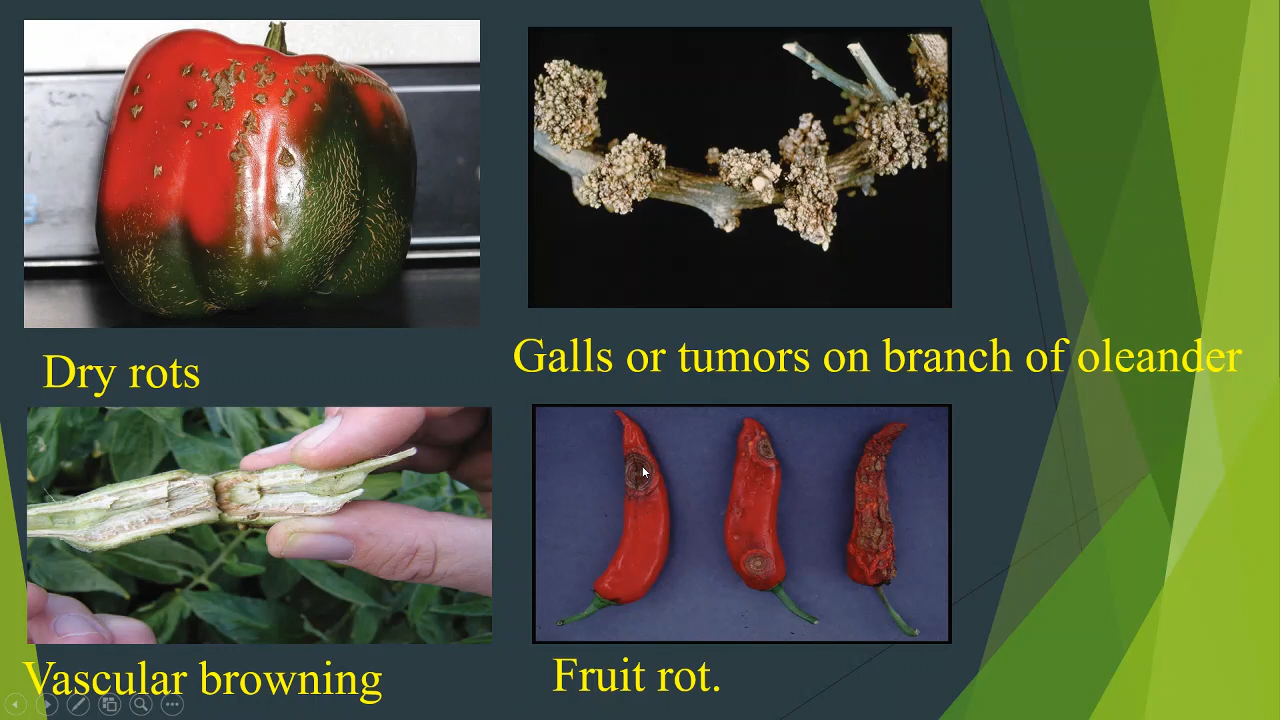 Dry rots
Galls or tumors on branch of oleander
Vascular browning
Fruit rot.